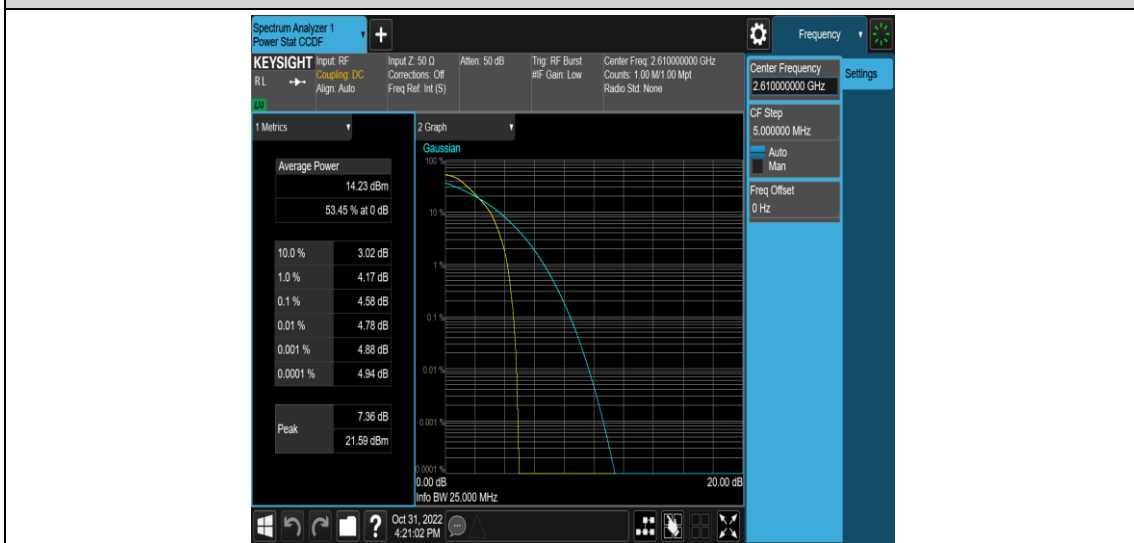 Spectrum Analyzer 1
Power Stat CCDF
+
Frequency
KEYSIGHT
RL
LXI
Input: RF
Coupling: DC
Align: Auto
Input Z: 50 Ω
Corrections: Off
Freq Ref: Int (S)
Atten: 50 dB
Trig: RF Burst
#IF Gain: Low
Center Freq: 2.610000000 GHz
Counts: 1.00 M/1.00 Mpt
Radio Std: None
Center Frequency
2.610000000 GHz
Settings
CF Step
5.000000 MHz
Auto
Man
Freq Offset
0 Hz
1 Metrics
Average Power
14.23 dBm
53.45 % at 0 dB
10.0 % 3.02 dB
1.0 % 4.17 dB
0.1 % 4.58 dB
0.01 % 4.78 dB
0.001 % 4.88 dB
0.0001 % 4.94 dB
Peak
7.36 dB
21.59 dBm
2 Graph
Gaussian
100 %
10 %
1 %
0.1 %
0.01 %
0.001 %
0.0001 %
0.00 dB 20.00 dB
Info BW 25.000 MHz
?
Oct 31, 2022
4:21:02 PM